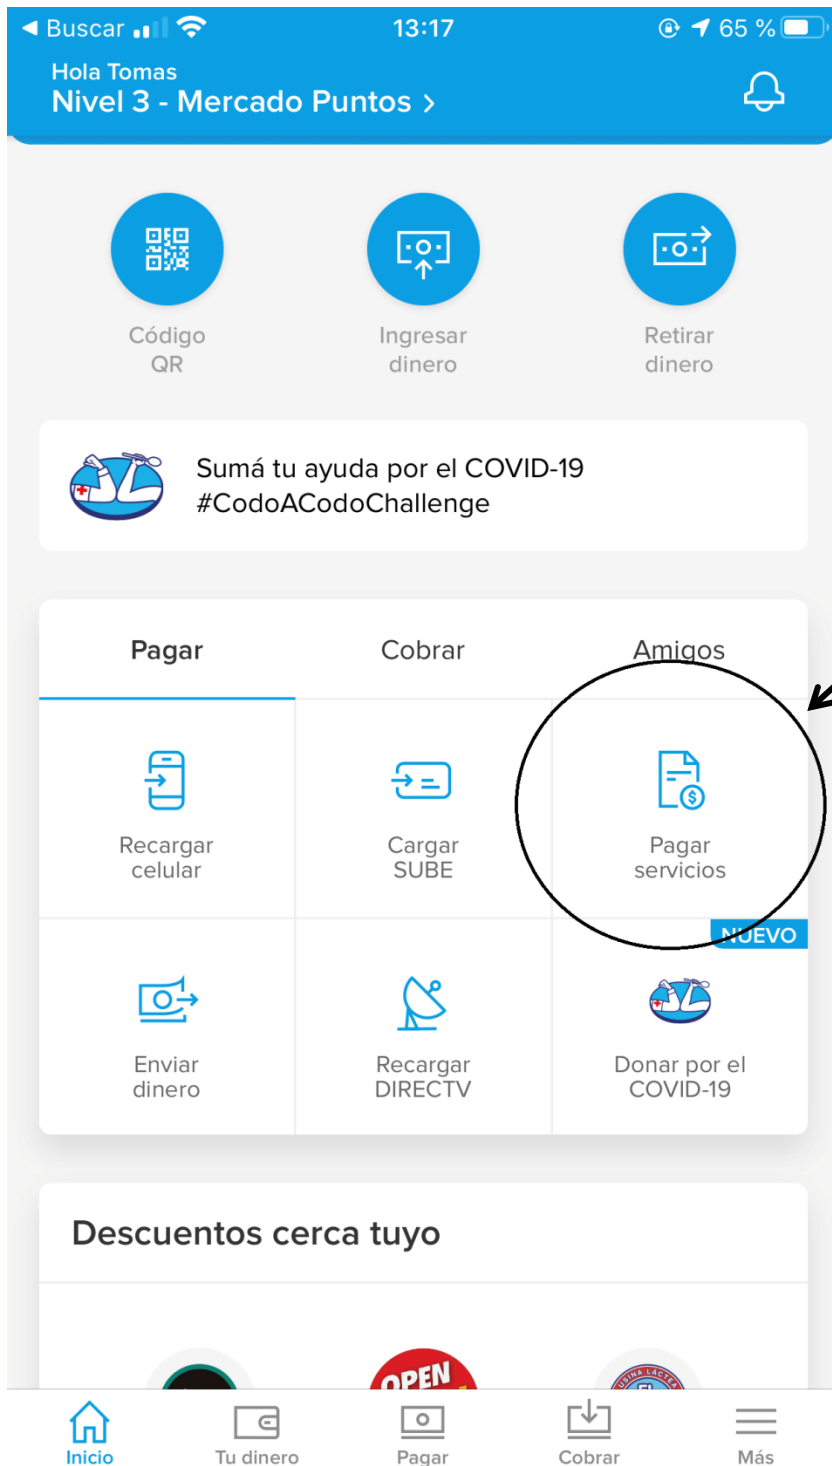 Buscar
13:17
65 %
Hola Tomas
Nivel 3 - Mercado Puntos >
Código
QR
Ingresar
dinero
Retirar
dinero
Sumá tu ayuda por el COVID-19
#CodoACodoChallenge
Pagar
Cobrar
Amigos
Recargar
celular
Cargar
SUBE
Pagar
servicios
NUEVO
Enviar
dinero
Recargar
DIRECTV
Donar por el
COVID-19
Descuentos cerca tuyo
OPEN
USINA LÁCTEA
Inicio
Tu dinero
Pagar
Cobrar
Más